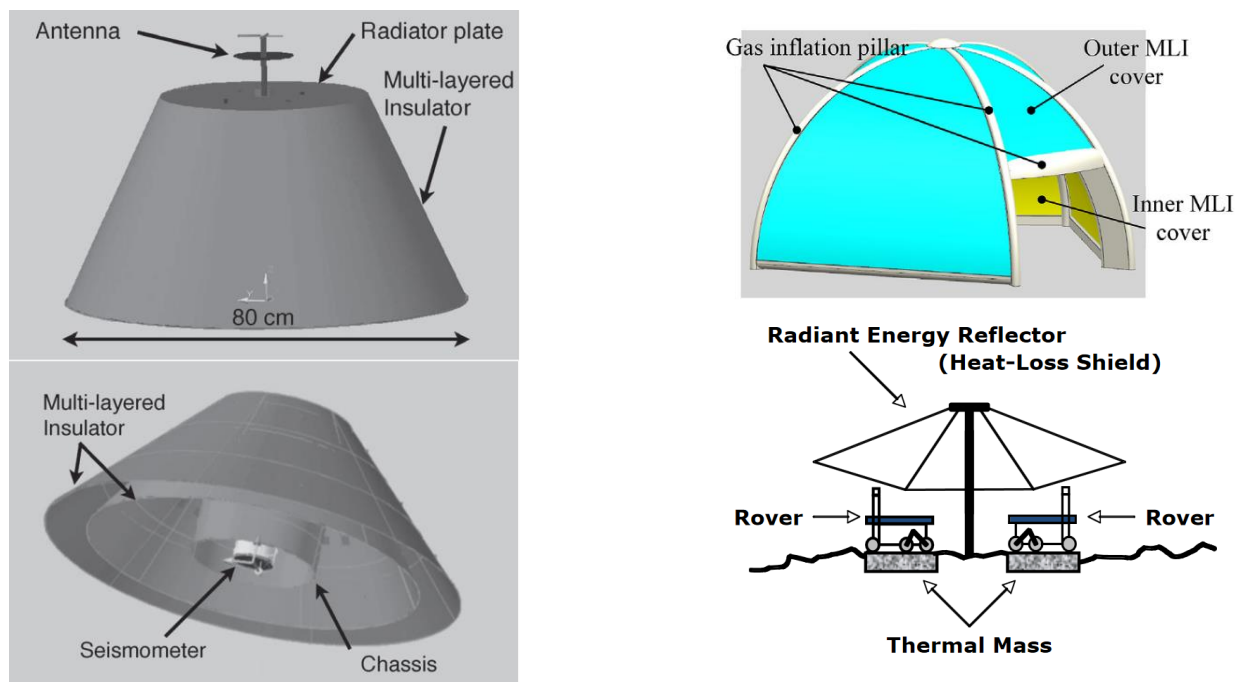 Antenna
Radiator plate
Multi-layered
Insulator
80 cm
Multi-layered
Insulator
Seismometer
Chassis
Gas inflation pillar
Outer MLI
cover
Inner MLI
cover
Radiant Energy Reflector
(Heat-Loss Shield)
Rover
Rover
Thermal Mass